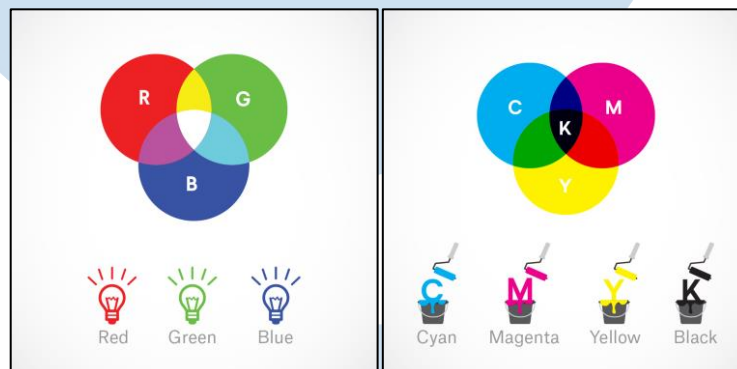 R
G
B
Red Green Blue
C
M
K
Y
C M Y K
Cyan Magenta Yellow Black